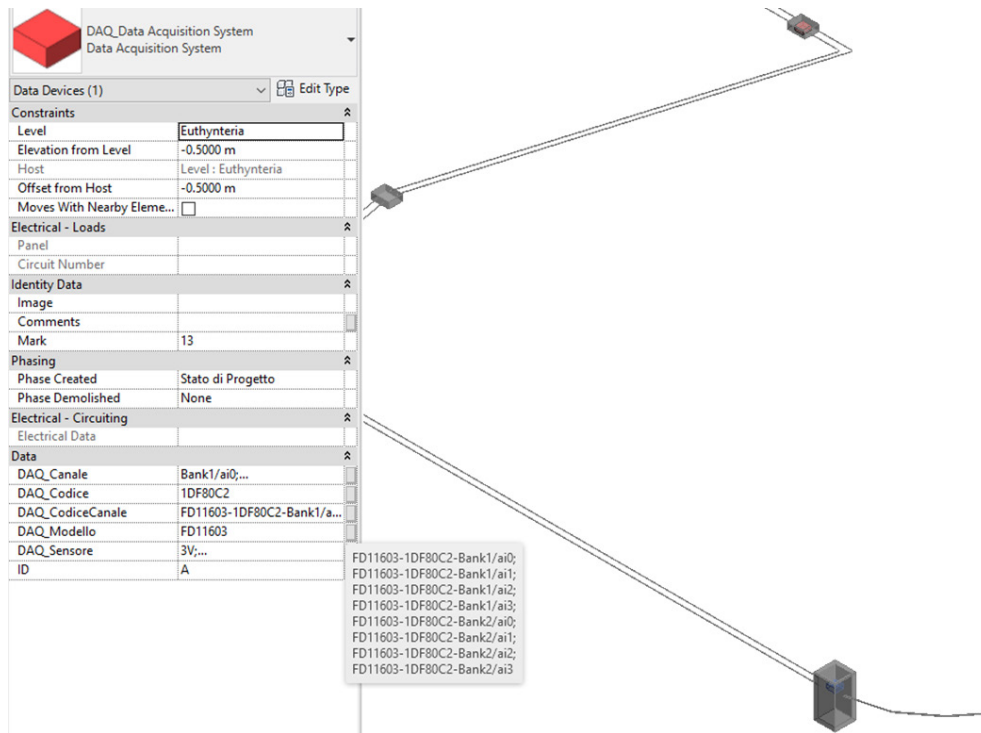 DAQ_Data Acquisition System
Data Acquisition System
Data Devices (1)
Edit Type
Constraints
Level Euthynteria
Elevation from Level -0.5000 m
Host Level : Euthynteria
Offset from Host -0.5000 m
Moves With Nearby Eleme...
Electrical - Loads
Panel
Circuit Number
Identity Data
Image
Comments
Mark 13
Phasing
Phase Created Stato di Progetto
Phase Demolished None
Electrical - Circuiting
Electrical Data
Data
DAQ_Canale Bank1/ai0;...
DAQ_Codice 1DF80C2
DAQ_CodiceCanale FD11603-1DF80C2-Bank1/a...
DAQ_Modello FD11603
DAQ_Sensore 3V;...
ID A
FD11603-1DF80C2-Bank1/ai0;
FD11603-1DF80C2-Bank1/ai1;
FD11603-1DF80C2-Bank1/ai2;
FD11603-1DF80C2-Bank1/ai3;
FD11603-1DF80C2-Bank2/ai0;
FD11603-1DF80C2-Bank2/ai1;
FD11603-1DF80C2-Bank2/ai2;
FD11603-1DF80C2-Bank2/ai3